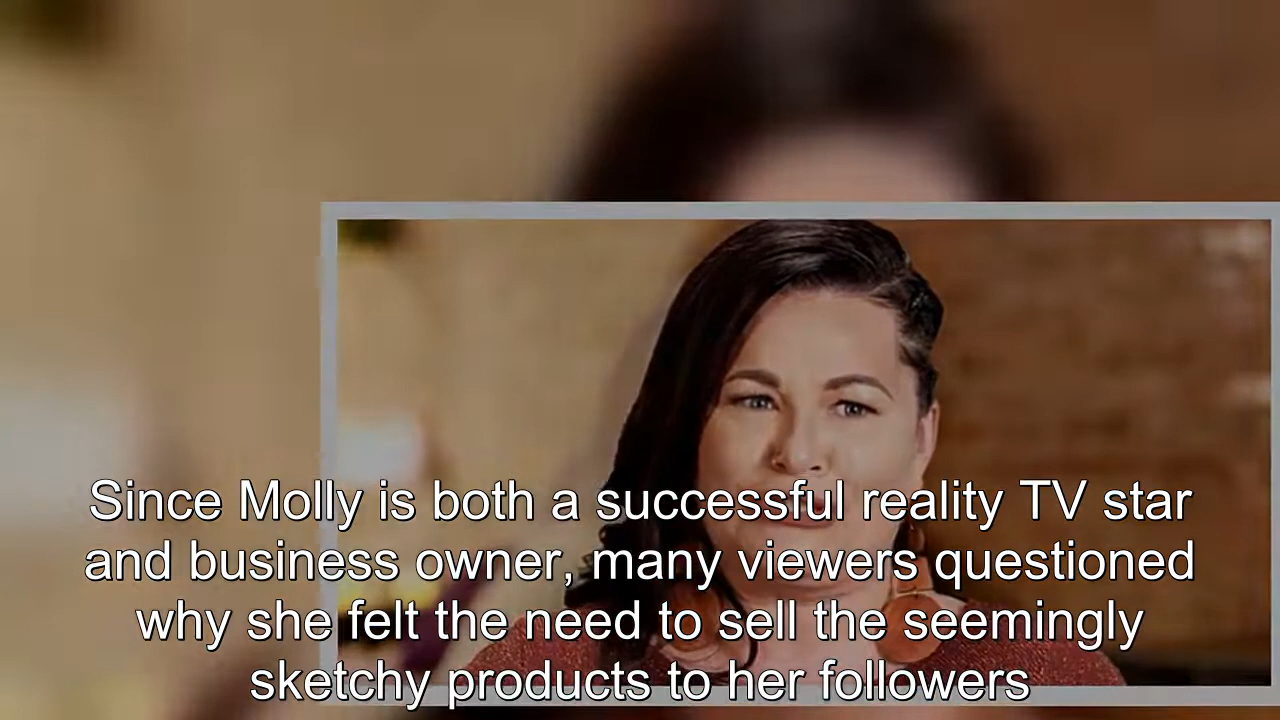 Since Molly is both a successful reality TV star
and business owner, many viewers questioned
why she felt the need to sell the seemingly
sketchy products to her followers